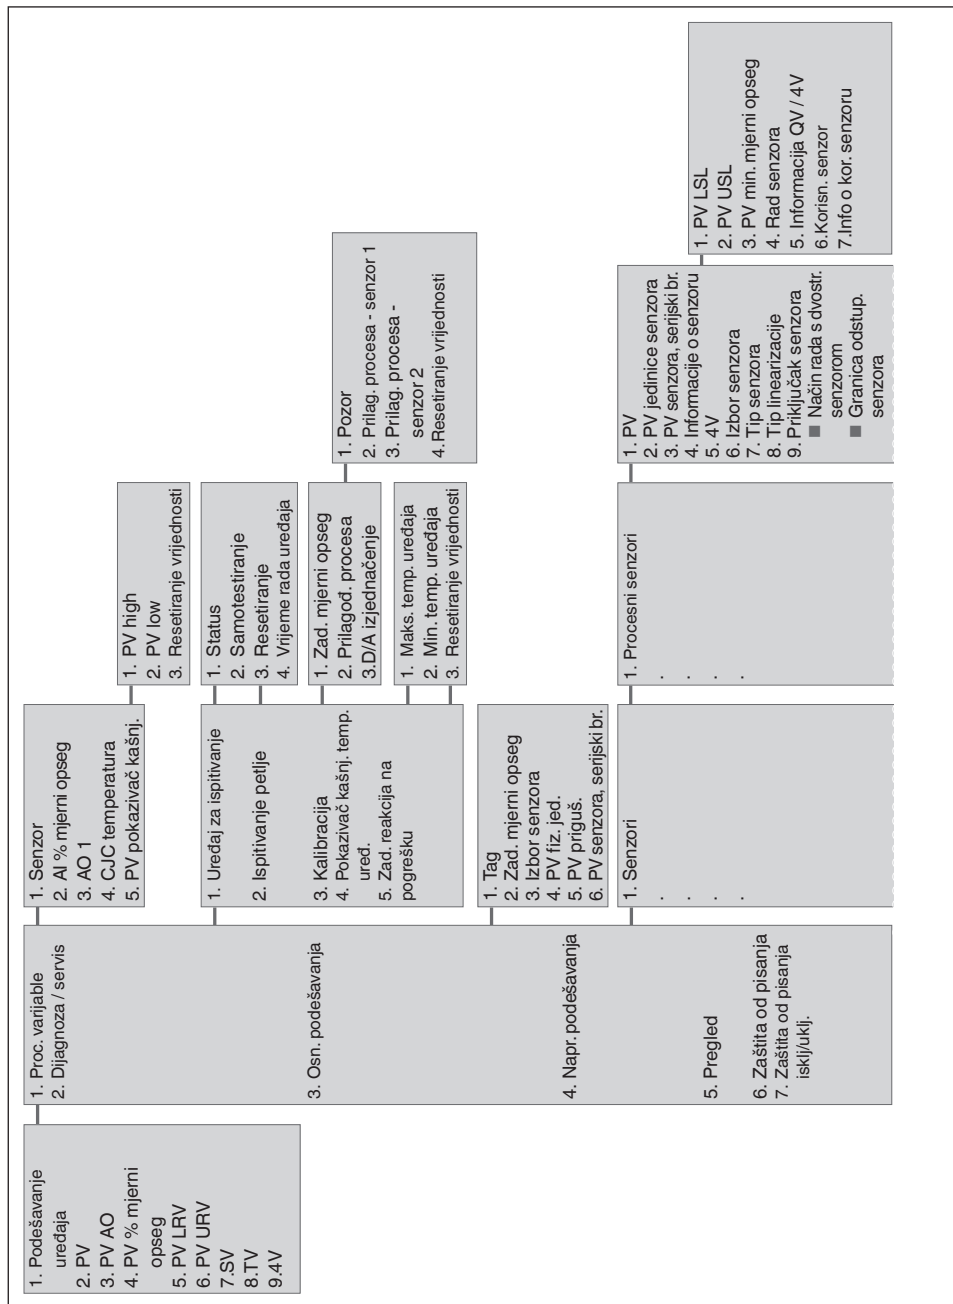 1. Podešavanje
uređaja
2. PV
3. PV AO
4. PV % mjerni
opseg
5. PV LRV
6. PV URV
7.SV
8.TV
9.4V
1. Proc. varijable
2. Dijagnoza / servis
3. Osn. podešavanja
4. Napr. podešavanja
5. Pregled
6. Zaštita od pisanja
7. Zaštita od pisanja
isklj/uklj.
1. Senzor
2. AI % mjerni opseg
3. AO 1
4. CJC temperatura
5. PV pokazivač kašnj.
1. PV high
2. PV low
3. Resetiranje vrijednosti
1. Uređaj za ispitivanje
2. Ispitivanje petlje
3. Kalibracija
4. Pokazivač kašnj. temp.
uređ.
5. Zad. reakcija na
pogrešku
1. Status
2. Samotestiranje
3. Resetiranje
4. Vrijeme rada uređaja
1. Zad. mjerni opseg
2. Prilagođ. procesa
3.D/A izjednačenje
1. Pozor
2. Prilag. procesa - senzor 1
3. Prilag. procesa -
senzor 2
4.Resetiranje vrijednosti
1. Maks. temp. uređaja
2. Min. temp. uređaja
3. Resetiranje vrijednosti
1. Tag
2. Zad. mjerni opseg
3. Izbor senzora
4. PV fiz. jed.
5. PV priguš.
6. PV senzora, serijski br.
1. Senzori
.
.
.
.
1. Procesni senzori
.
.
.
.
1. PV
2. PV jedinice senzora
3. PV senzora, serijski br.
4. Informacije o senzoru
5. 4V
6. Izbor senzora
7. Tip senzora
8. Tip linearizacije
9. Priključak senzora
■ Način rada s dvostr.
senzorom
■ Granica odstup.
senzora
1. PV LSL
2. PV USL
3. PV min. mjerni opseg
4. Rad senzora
5. Informacija QV / 4V
6.Korisn. senzor
7.Info o kor. senzoru